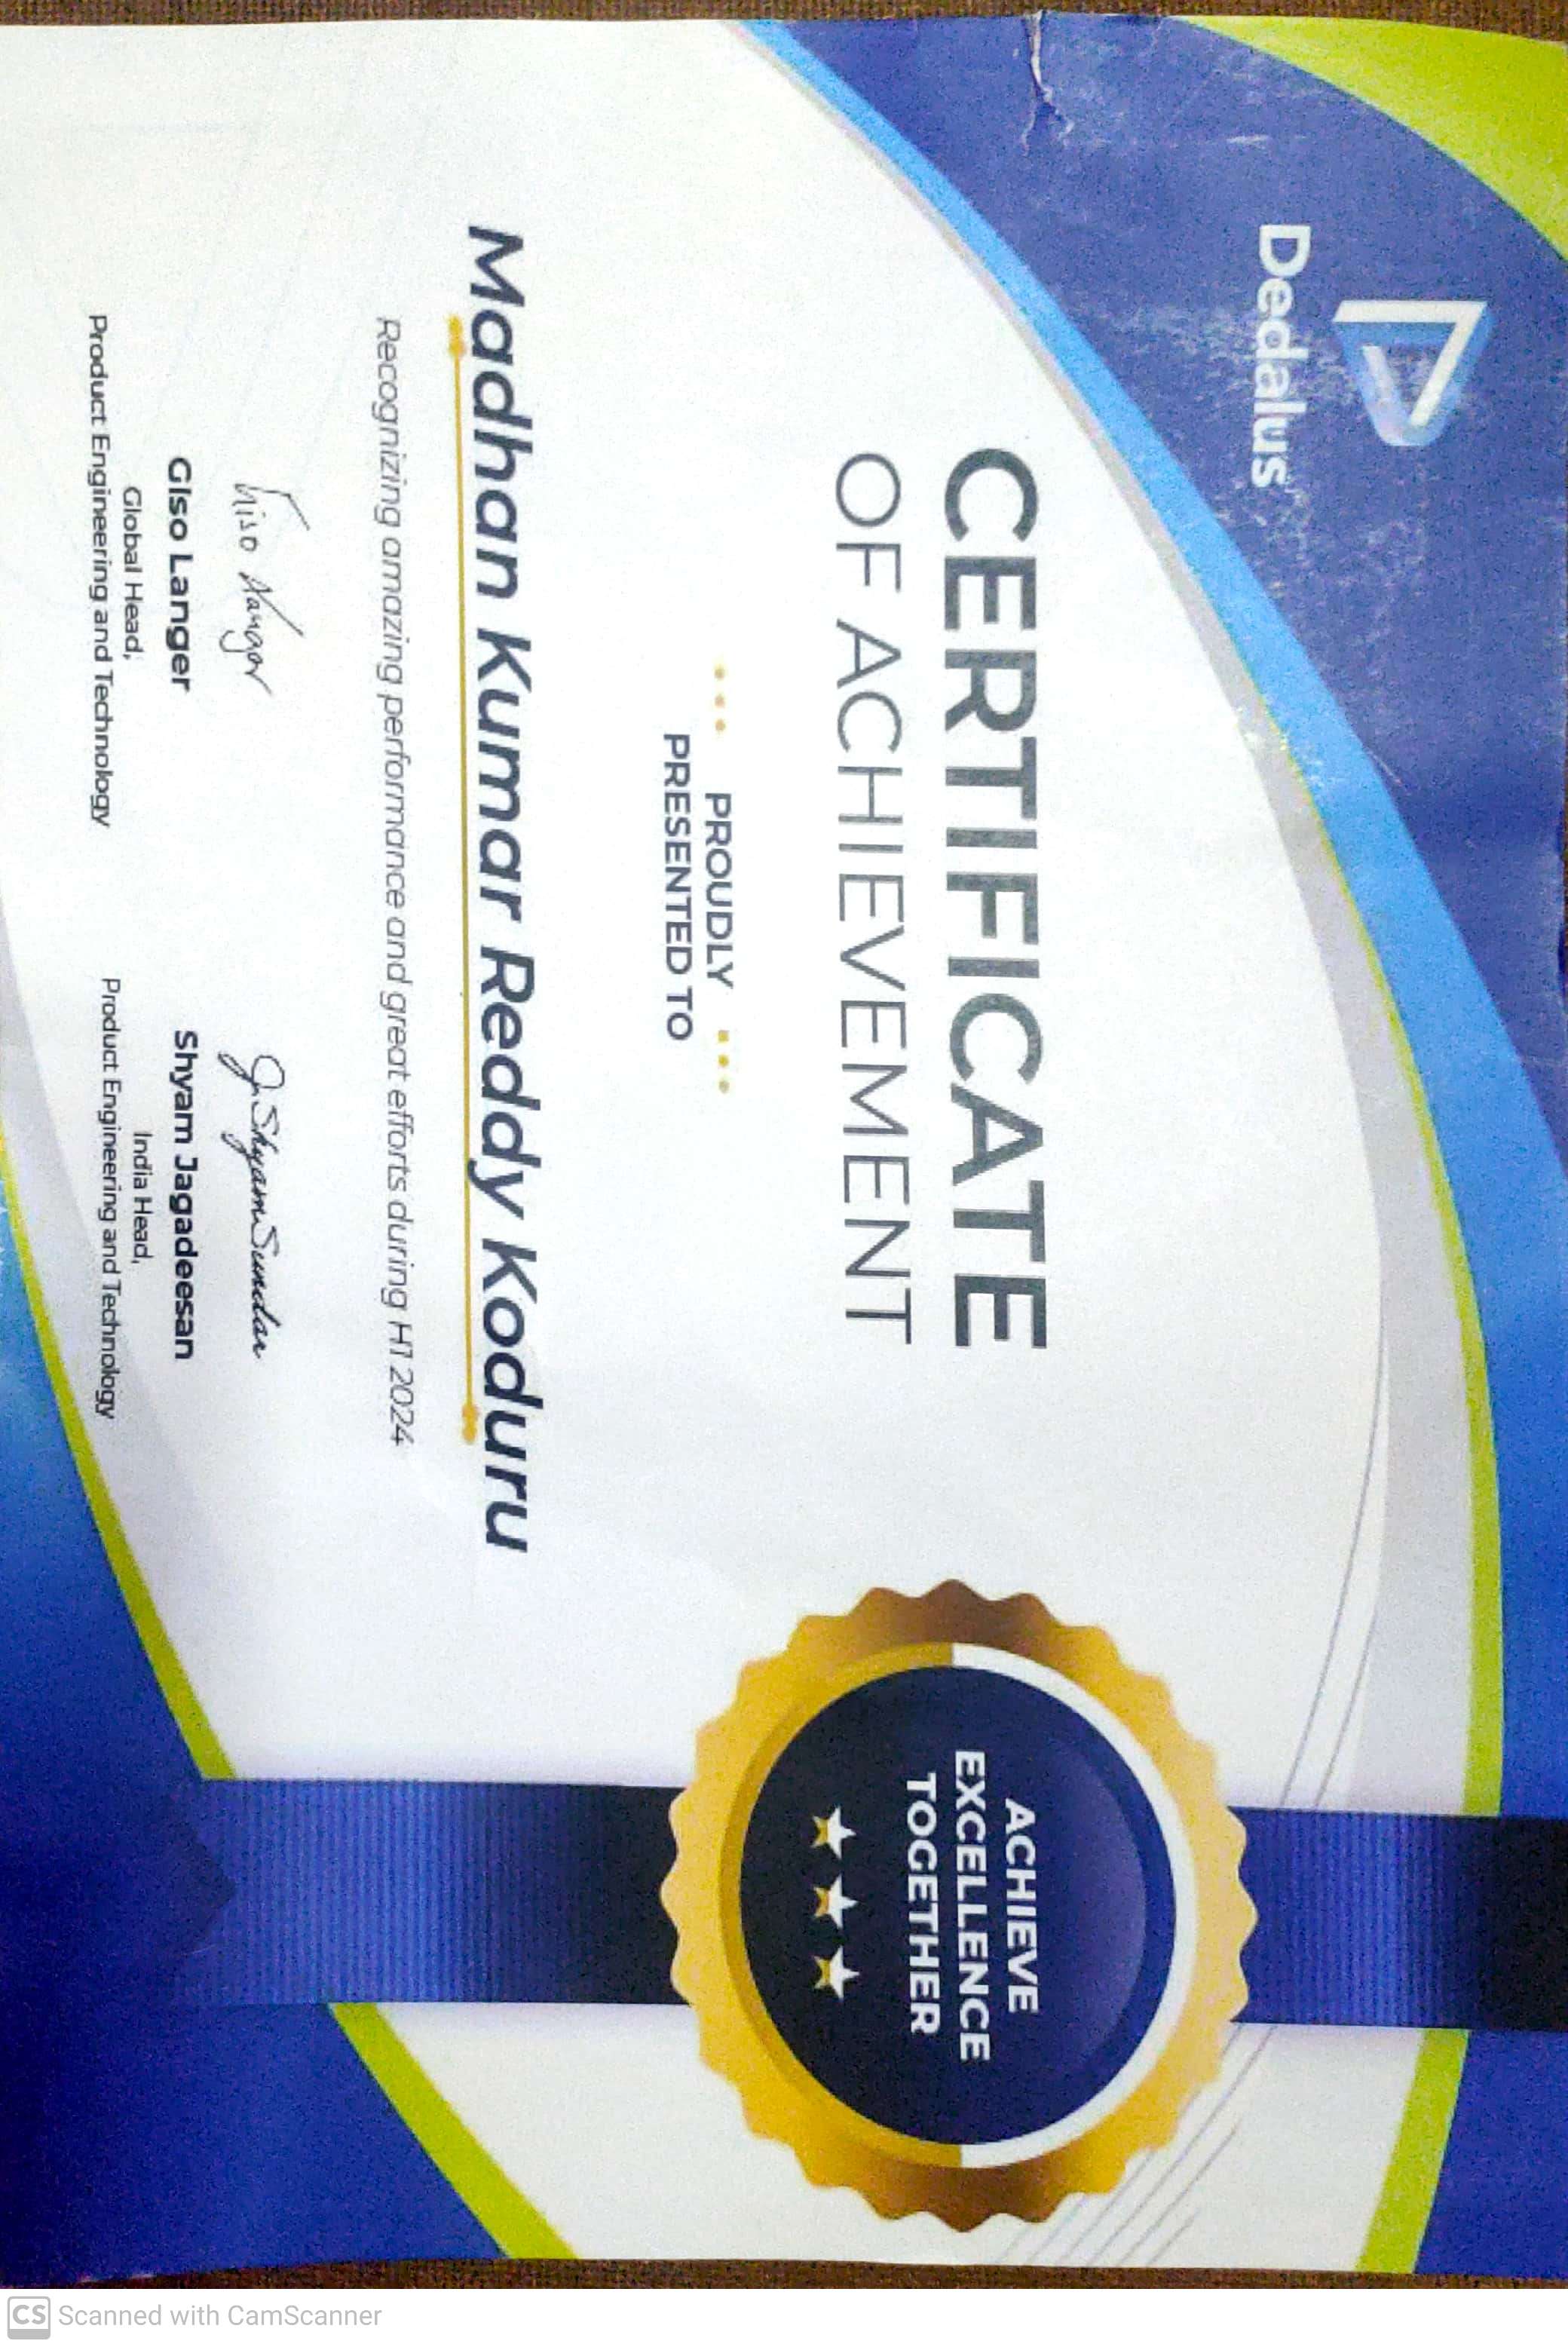 Dedalus
CERTIFICATE
OF ACHIEVEMENT
PROUDLY
PRESENTED TO
Madhan Kumar Reddy Koduru
Recognizing amazing performance and great efforts during H1 2024
Giso Langer
J. Shyam Sundar
Giso Langer
Global Head,
Product Engineering and Technology
Shyam Jagadeesan
India Head,
Product Engineering and Technology
ACHIEVE
EXCELLENCE
TOGETHER
CS Scanned with CamScanner